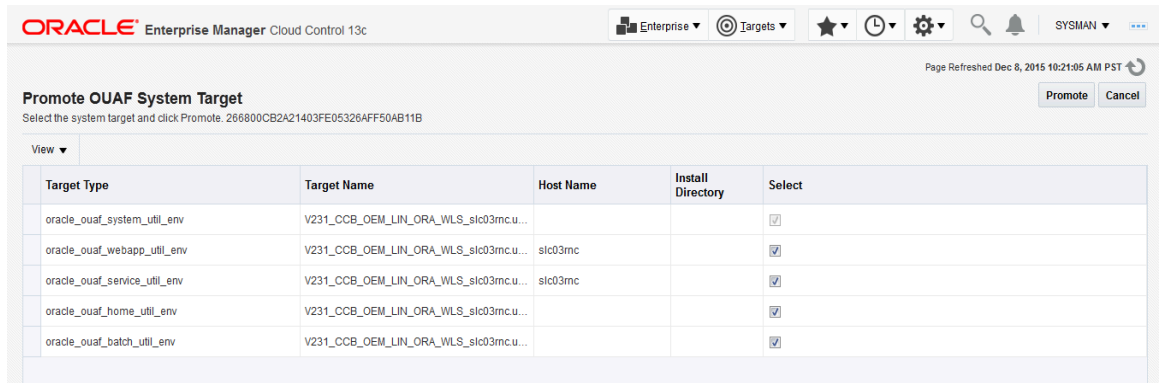 ORACLE Enterprise Manager Cloud Control 13c Enterprise Targets SYSMAN
Page Refreshed Dec 8, 2015 10:21:05 AM PST
Promote OUAF System Target Promote Cancel
Select the system target and click Promote. 266800CB2A21403FE05326AFF50AB11B
View
Target Type Target Name Host Name Install Directory Select
oracle_ouaf_system_util_env V231_CCB_OEM_LIN_ORA_WLS_slc03rnc.u...
oracle_ouaf_webapp_util_env V231_CCB_OEM_LIN_ORA_WLS_slc03rnc.u... slc03rnc
oracle_ouaf_service_util_env V231_CCB_OEM_LIN_ORA_WLS_slc03rnc.u... slc03rnc
oracle_ouaf_home_util_env V231_CCB_OEM_LIN_ORA_WLS_slc03rnc.u...
oracle_ouaf_batch_util_env V231_CCB_OEM_LIN_ORA_WLS_slc03rnc.u...